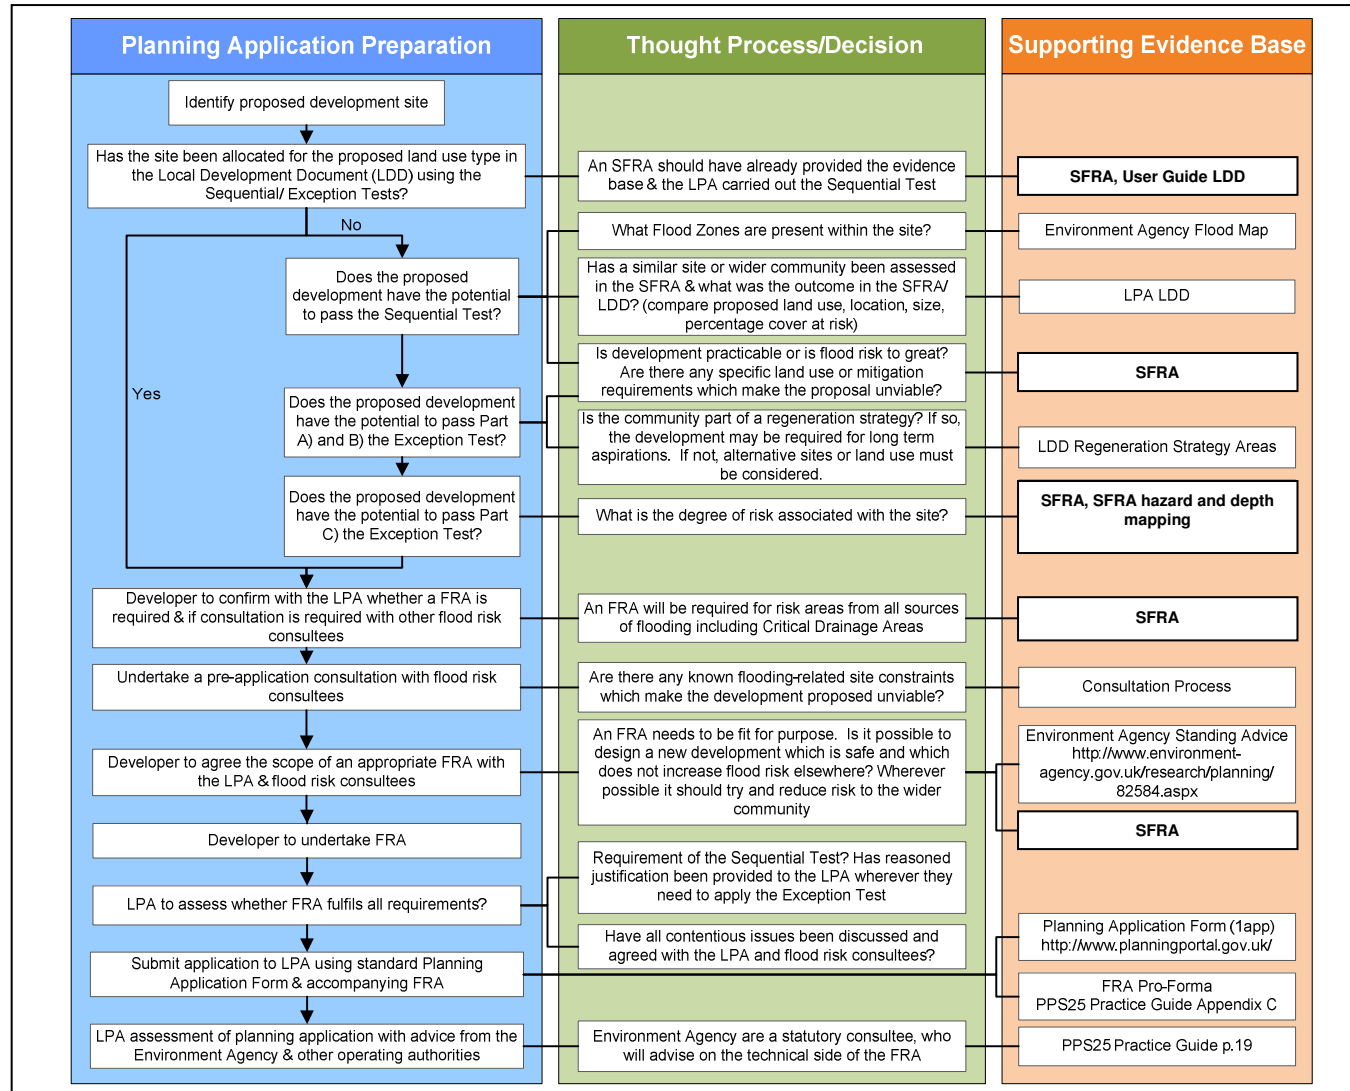 Planning Application Preparation
Thought Process/Decision
Supporting Evidence Base
Identify proposed development site
Has the site been allocated for the proposed land use type in
the Local Development Document (LDD) using the
Sequential/ Exception Tests?
An SFRA should have already provided the evidence
base & the LPA carried out the Sequential Test
SFRA, User Guide LDD
No
Yes
Does the proposed
development have the potential
to pass the Sequential Test?
What Flood Zones are present within the site?
Environment Agency Flood Map
Has a similar site or wider community been assessed
in the SFRA & what was the outcome in the SFRA/
LDD? (compare proposed land use, location, size,
percentage cover at risk)
LPA LDD
Is development practicable or is flood risk to great?
Are there any specific land use or mitigation
requirements which make the proposal unviable?
SFRA
Does the proposed development
have the potential to pass Part
A) and B) the Exception Test?
Is the community part of a regeneration strategy? If so,
the development may be required for long term
aspirations. If not, alternative sites or land use must
be considered.
LDD Regeneration Strategy Areas
Does the proposed development
have the potential to pass Part
C) the Exception Test?
What is the degree of risk associated with the site?
SFRA, SFRA hazard and depth
mapping
Developer to confirm with the LPA whether a FRA is
required & if consultation is required with other flood risk
consultees
An FRA will be required for risk areas from all sources
of flooding including Critical Drainage Areas
SFRA
Undertake a pre-application consultation with flood risk
consultees
Are there any known flooding-related site constraints
which make the development proposed unviable?
Consultation Process
Developer to agree the scope of an appropriate FRA with
the LPA & flood risk consultees
An FRA needs to be fit for purpose. Is it possible to
design a new development which is safe and which
does not increase flood risk elsewhere? Wherever
possible it should try and reduce risk to the wider
community
Environment Agency Standing Advice
http://www.environment-
agency.gov.uk/research/planning/
82584.aspx
SFRA
Developer to undertake FRA
LPA to assess whether FRA fulfils all requirements?
Requirement of the Sequential Test? Has reasoned
justification been provided to the LPA wherever they
need to apply the Exception Test
Have all contentious issues been discussed and
agreed with the LPA and flood risk consultees?
Submit application to LPA using standard Planning
Application Form & accompanying FRA
Planning Application Form (1app)
http://www.planningportal.gov.uk/
FRA Pro-Forma
PPS25 Practice Guide Appendix C
LPA assessment of planning application with advice from the
Environment Agency & other operating authorities
Environment Agency are a statutory consultee, who
will advise on the technical side of the FRA
PPS25 Practice Guide p.19